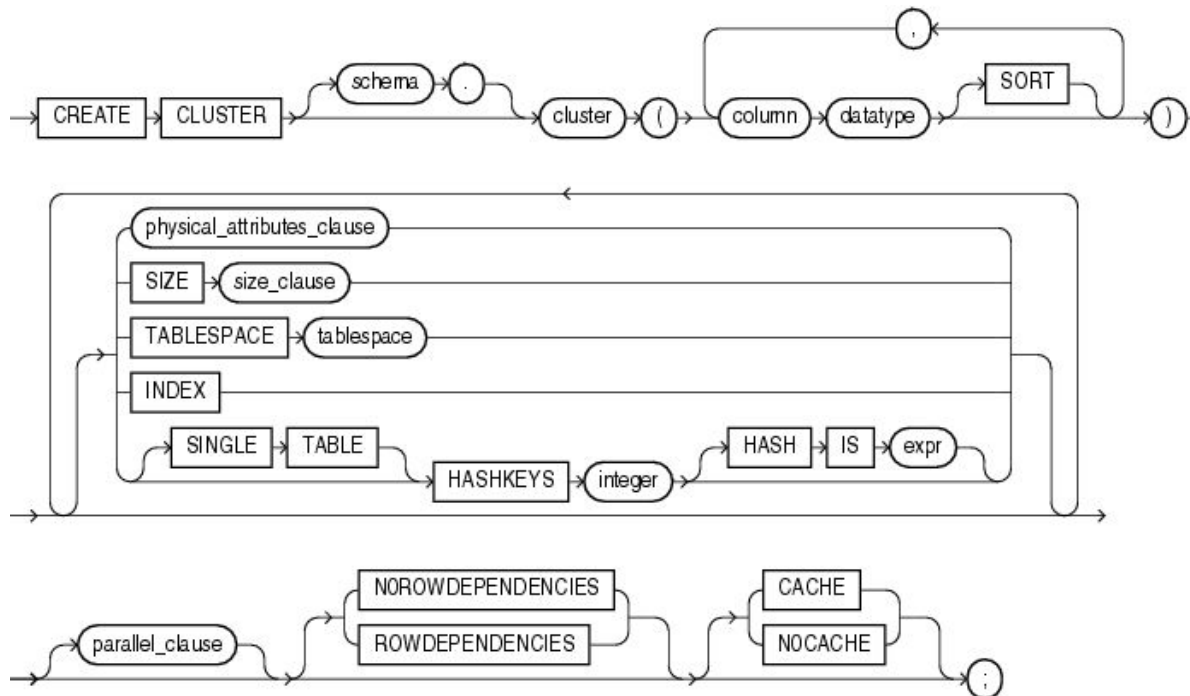 ,
schema .
SORT
CREATE CLUSTER cluster ( column datatype )
physical_attributes_clause
SIZE size_clause
TABLESPACE tablespace
INDEX
SINGLE TABLE HASH IS expr
HASHKEYS integer
NOROWDEPENDENCIES CACHE
parallel_clause ROWDEPENDENCIES NOCACHE
;